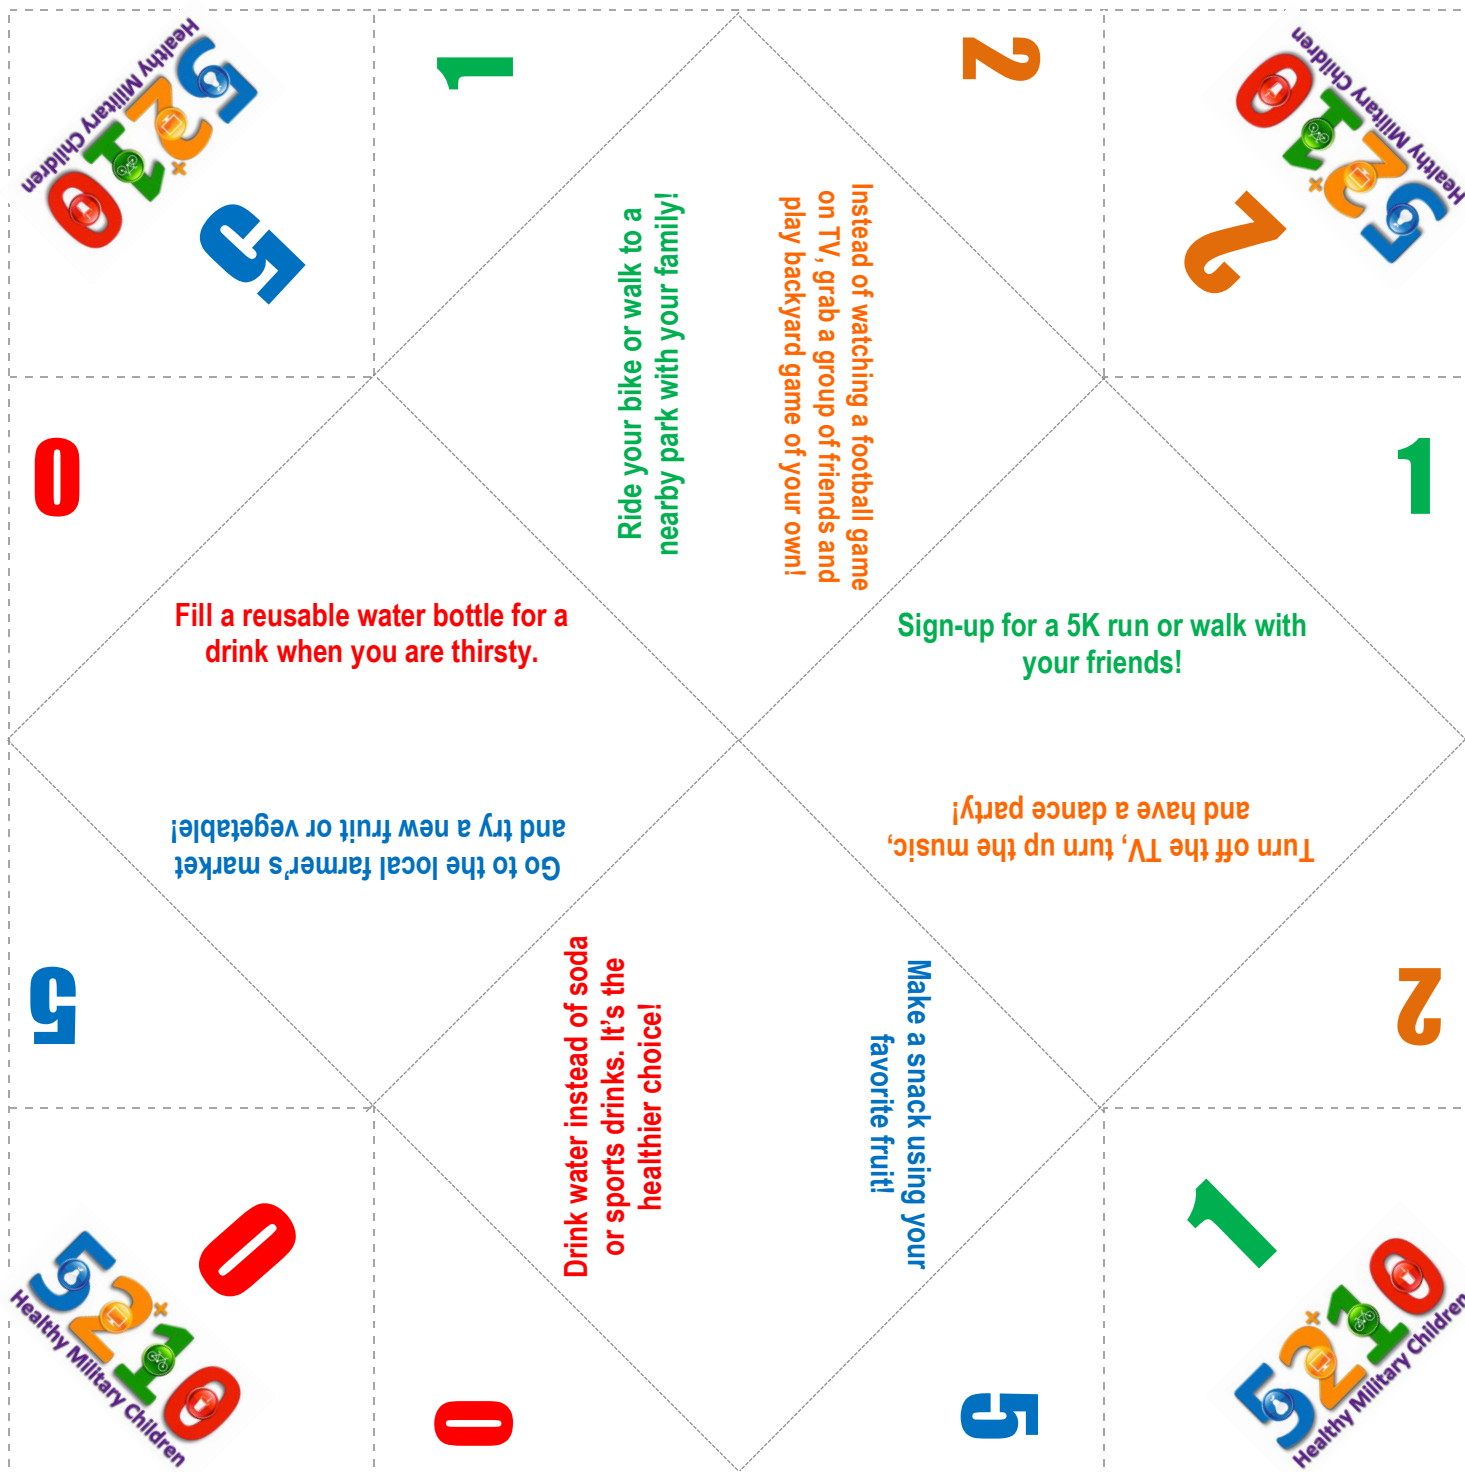 5210
Healthy Military Children
5
1
2
5210
Healthy Military Children
2
Ride your bike or walk to a
nearby park with your family!
Instead of watching a football game
on TV, grab a group of friends and
play backyard game of your own!
0
1
Fill a reusable water bottle for a
drink when you are thirsty.
Sign-up for a 5K run or walk with
your friends!
Go to the local farmer’s market
and try a new fruit or vegetable!
Turn off the TV, turn up the music,
and have a dance party!
5
2
Drink water instead of soda
or sports drinks. It’s the
healthier choice!
Make a snack using your
favorite fruit!
0
5210
Healthy Military Children
1
5210
Healthy Military Children
0
5